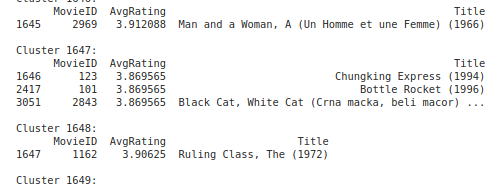 Cluster 1646:
MovieID AvgRating Title
1645 2969 3.912088 Man and a Woman, A (Un Homme et une Femme) (1966)
Cluster 1647:
MovieID AvgRating Title
1646 123 3.869565 Chungking Express (1994)
2417 101 3.869565 Bottle Rocket (1996)
3051 2843 3.869565 Black Cat, White Cat (Crna macka, beli macor) ...
Cluster 1648:
MovieID AvgRating Title
1647 1162 3.90625 Ruling Class, The (1972)
Cluster 1649: